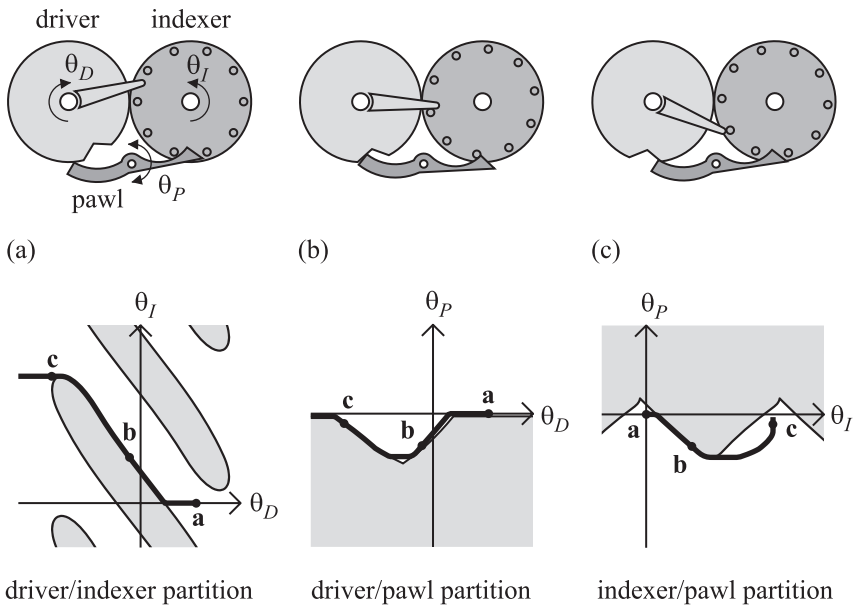 driver indexer
θD θI
θP
pawl
(a) (b) (c)
θI θP θP
c
b
a
θD
c
b
a
θD
a
b
c
θI
driver/indexer partition driver/pawl partition indexer/pawl partition